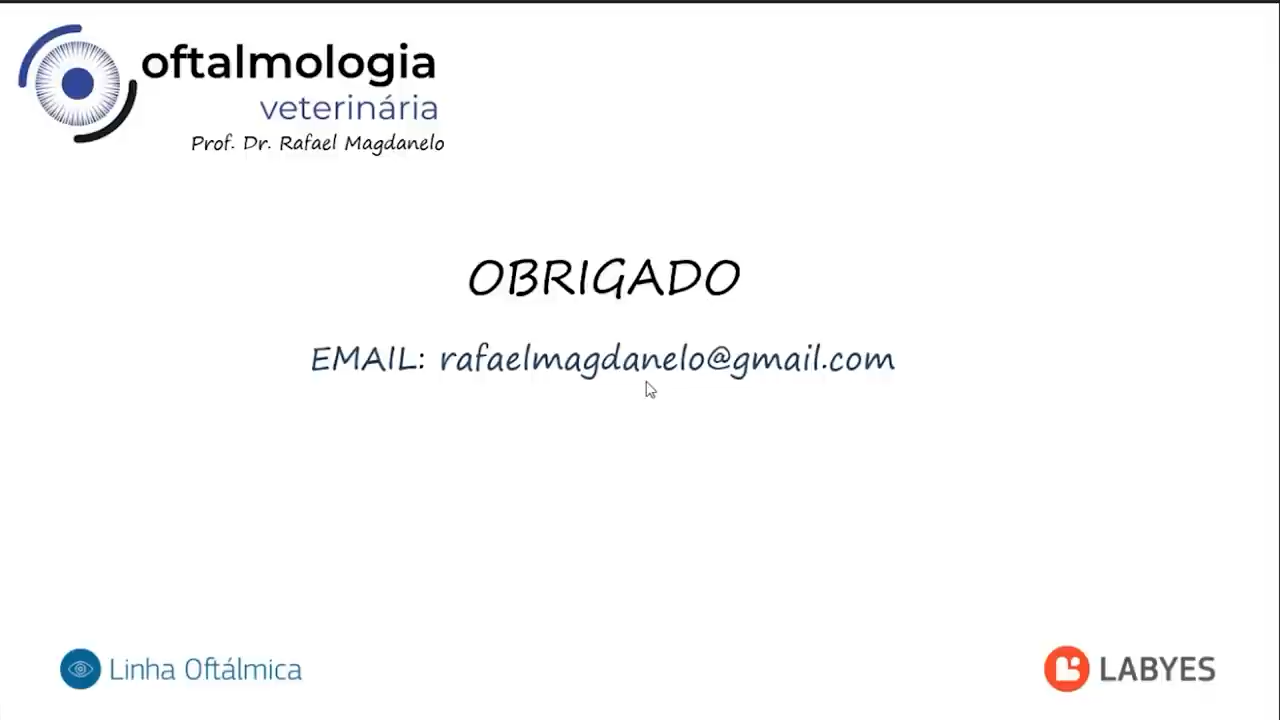 oftalmologia
veterinária
Prof. Dr. Rafael Magdanelo
OBRIGADO
EMAIL: rafaelmagdanelo@gmail.com
Linha Oftálmica
LABYES